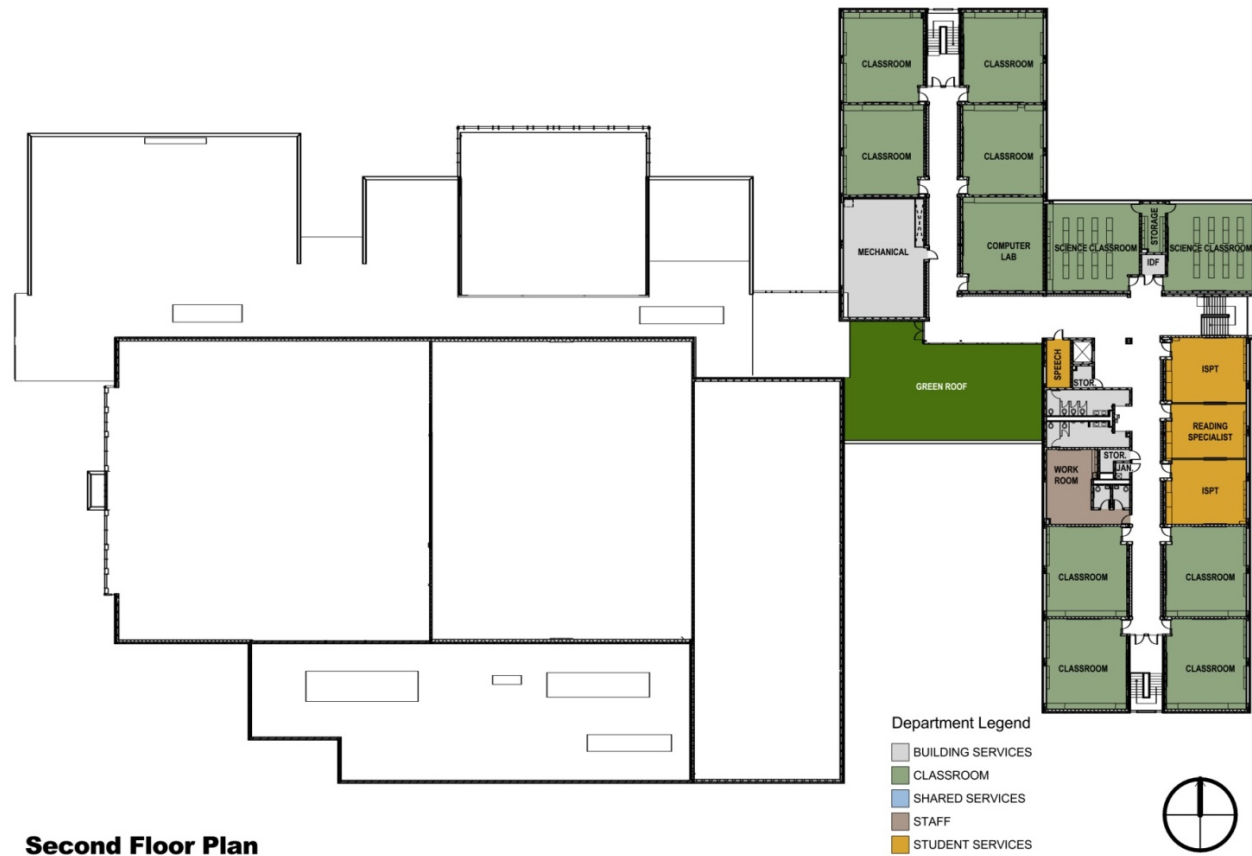 CLASSROOM
CLASSROOM
CLASSROOM
CLASSROOM
MECHANICAL
COMPUTER
LAB
SCIENCE CLASSROOM
STORAGE
SCIENCE CLASSROOM
IDF
SPEECH
STOR.
ISPT
GREEN ROOF
READING
SPECIALIST
STOR.
JAN.
WORK
ROOM
ISPT
CLASSROOM
CLASSROOM
CLASSROOM
CLASSROOM
Department Legend
BUILDING SERVICES
CLASSROOM
SHARED SERVICES
STAFF
STUDENT SERVICES
Second Floor Plan